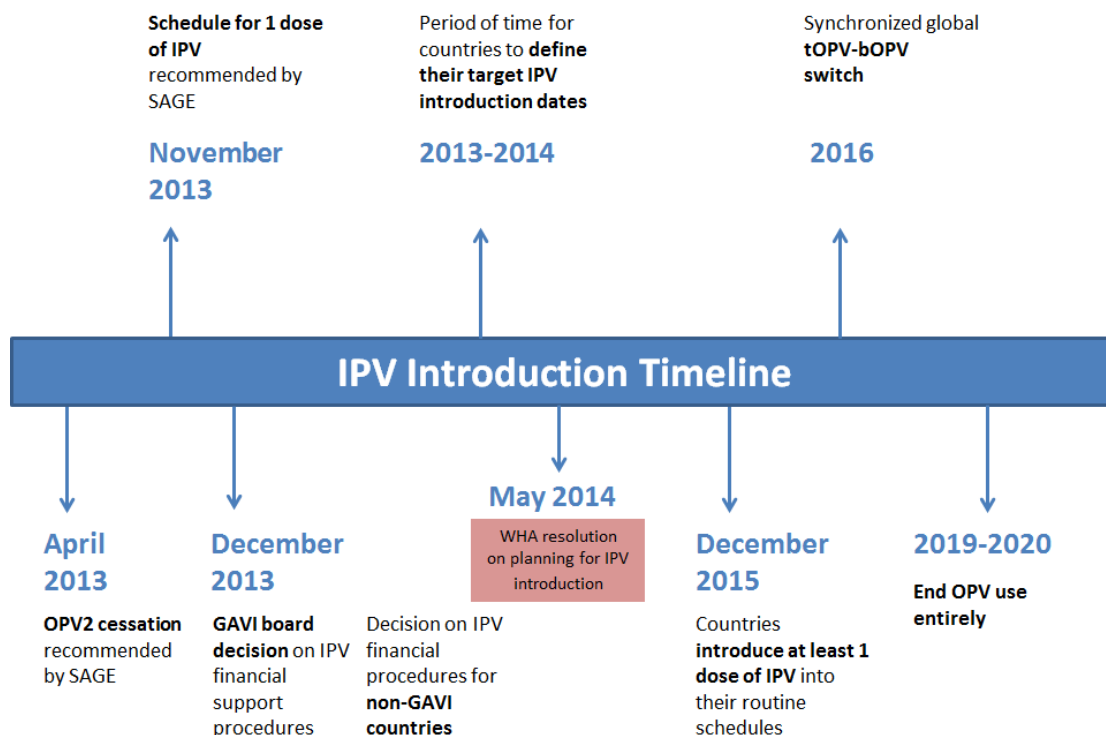 Schedule for 1 dose
of IPV
recommended by
SAGE
November
2013
Period of time for
countries to define
their target IPV
introduction dates
2013-2014
Synchronized global
tOPV-bOPV
switch
2016
IPV Introduction Timeline
April
2013
OPV2 cessation
recommended
by SAGE
December
2013
GAVI board
decision on IPV
financial
support
procedures
Decision on IPV
financial
procedures for
non-GAVI
countries
May 2014
WHA resolution
on planning for IPV
introduction
December
2015
Countries
introduce at least 1
dose of IPV into
their routine
schedules
2019-2020
End OPV use
entirely